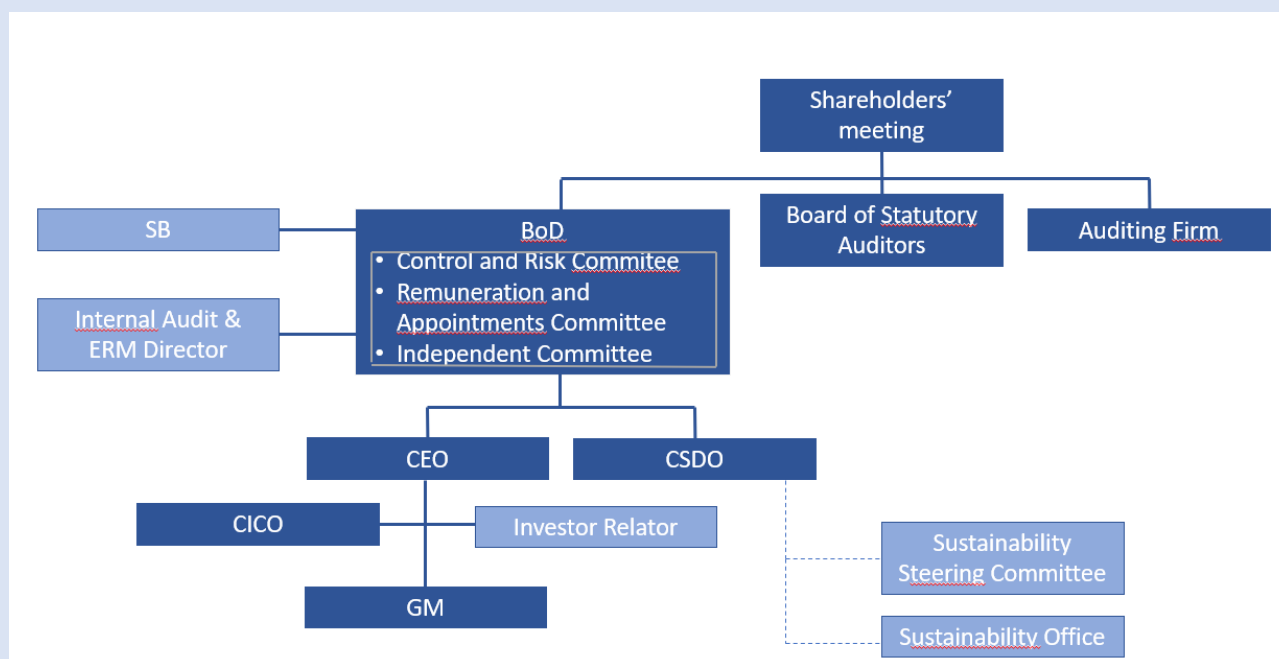 Shareholders'
meeting
SB
BoD
• Control and Risk Commitee
• Remuneration and
Appointments Committee
• Independent Committee
Board of Statutory
Auditors
Auditing Firm
Internal Audit &
ERM Director
CEO
CSDO
CICO
Investor Relator
GM
Sustainability
Steering Committee
Sustainability Office